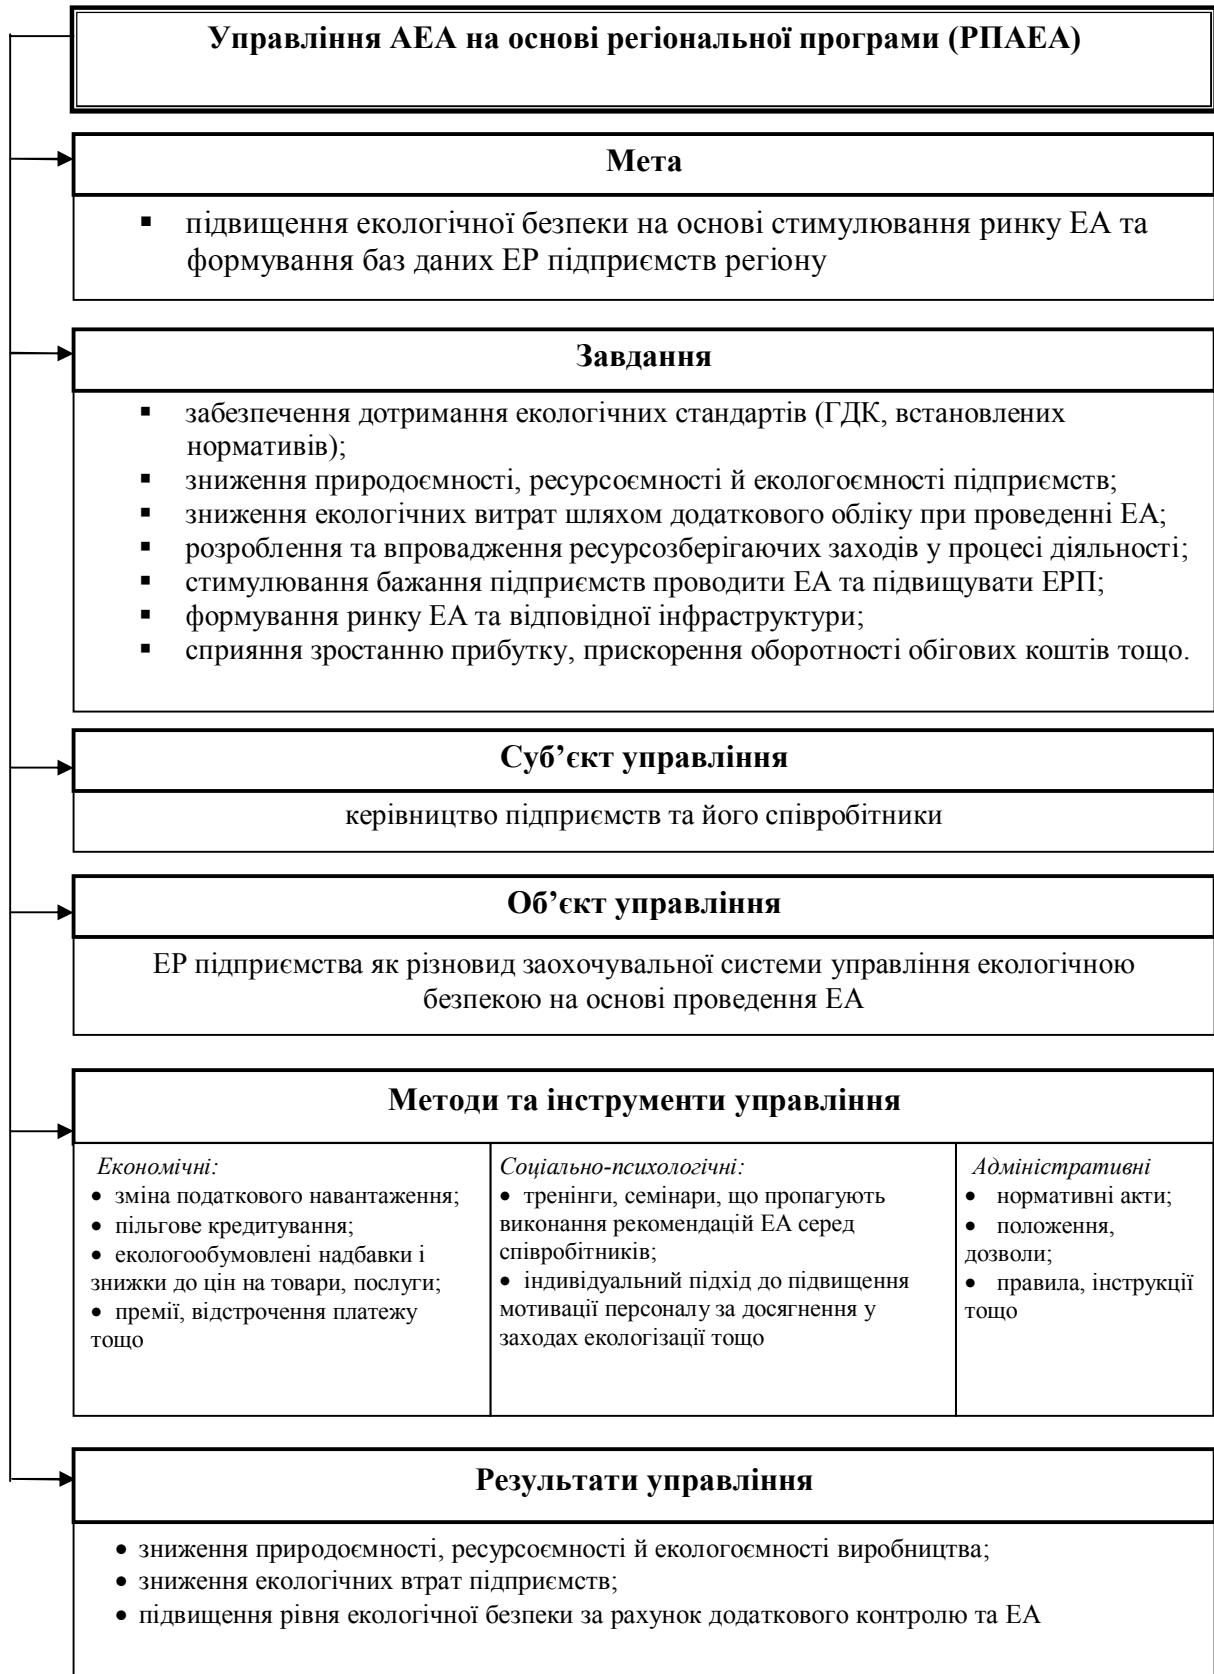 Управління АЕА на основі регіональної програми (РПАЕА)
Мета
▪ підвищення екологічної безпеки на основі стимулювання ринку ЕА та
формування баз даних ЕР підприємств регіону
Завдання
▪ забезпечення дотримання екологічних стандартів (ГДК, встановлених
нормативів);
▪ зниження природоємності, ресурсоємності й екологоємності підприємств;
▪ зниження екологічних витрат шляхом додаткового обліку при проведенні ЕА;
▪ розроблення та впровадження ресурсозберігаючих заходів у процесі діяльності;
▪ стимулювання бажання підприємств проводити ЕА та підвищувати ЕРП;
▪ формування ринку ЕА та відповідної інфраструктури;
▪ сприяння зростанню прибутку, прискорення оборотності обігових коштів тощо.
Суб’єкт управління
керівництво підприємств та його співробітники
Об’єкт управління
ЕР підприємства як різновид заохочувальної системи управління екологічною
безпекою на основі проведення ЕА
Методи та інструменти управління
Економічні:
• зміна податкового навантаження;
• пільгове кредитування;
• екологообумовлені надбавки і
знижки до цін на товари, послуги;
• премії, відстрочення платежу
тощо
Соціально-психологічні:
• тренінги, семінари, що пропагують
виконання рекомендацій ЕА серед
співробітників;
• індивідуальний підхід до підвищення
мотивації персоналу за досягнення у
заходах екологізації тощо
Адміністративні
• нормативні акти;
• положення,
дозволи;
• правила, інструкції
тощо
Результати управління
• зниження природоємності, ресурсоємності й екологоємності виробництва;
• зниження екологічних втрат підприємств;
• підвищення рівня екологічної безпеки за рахунок додаткового контролю та ЕА